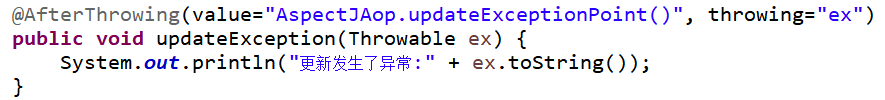 @AfterThrowing(value="AspectJAop.updateExceptionPoint()", throwing="ex")
public void updateException(Throwable ex) {
    System.out.println("更新发生了异常:" + ex.toString());
}